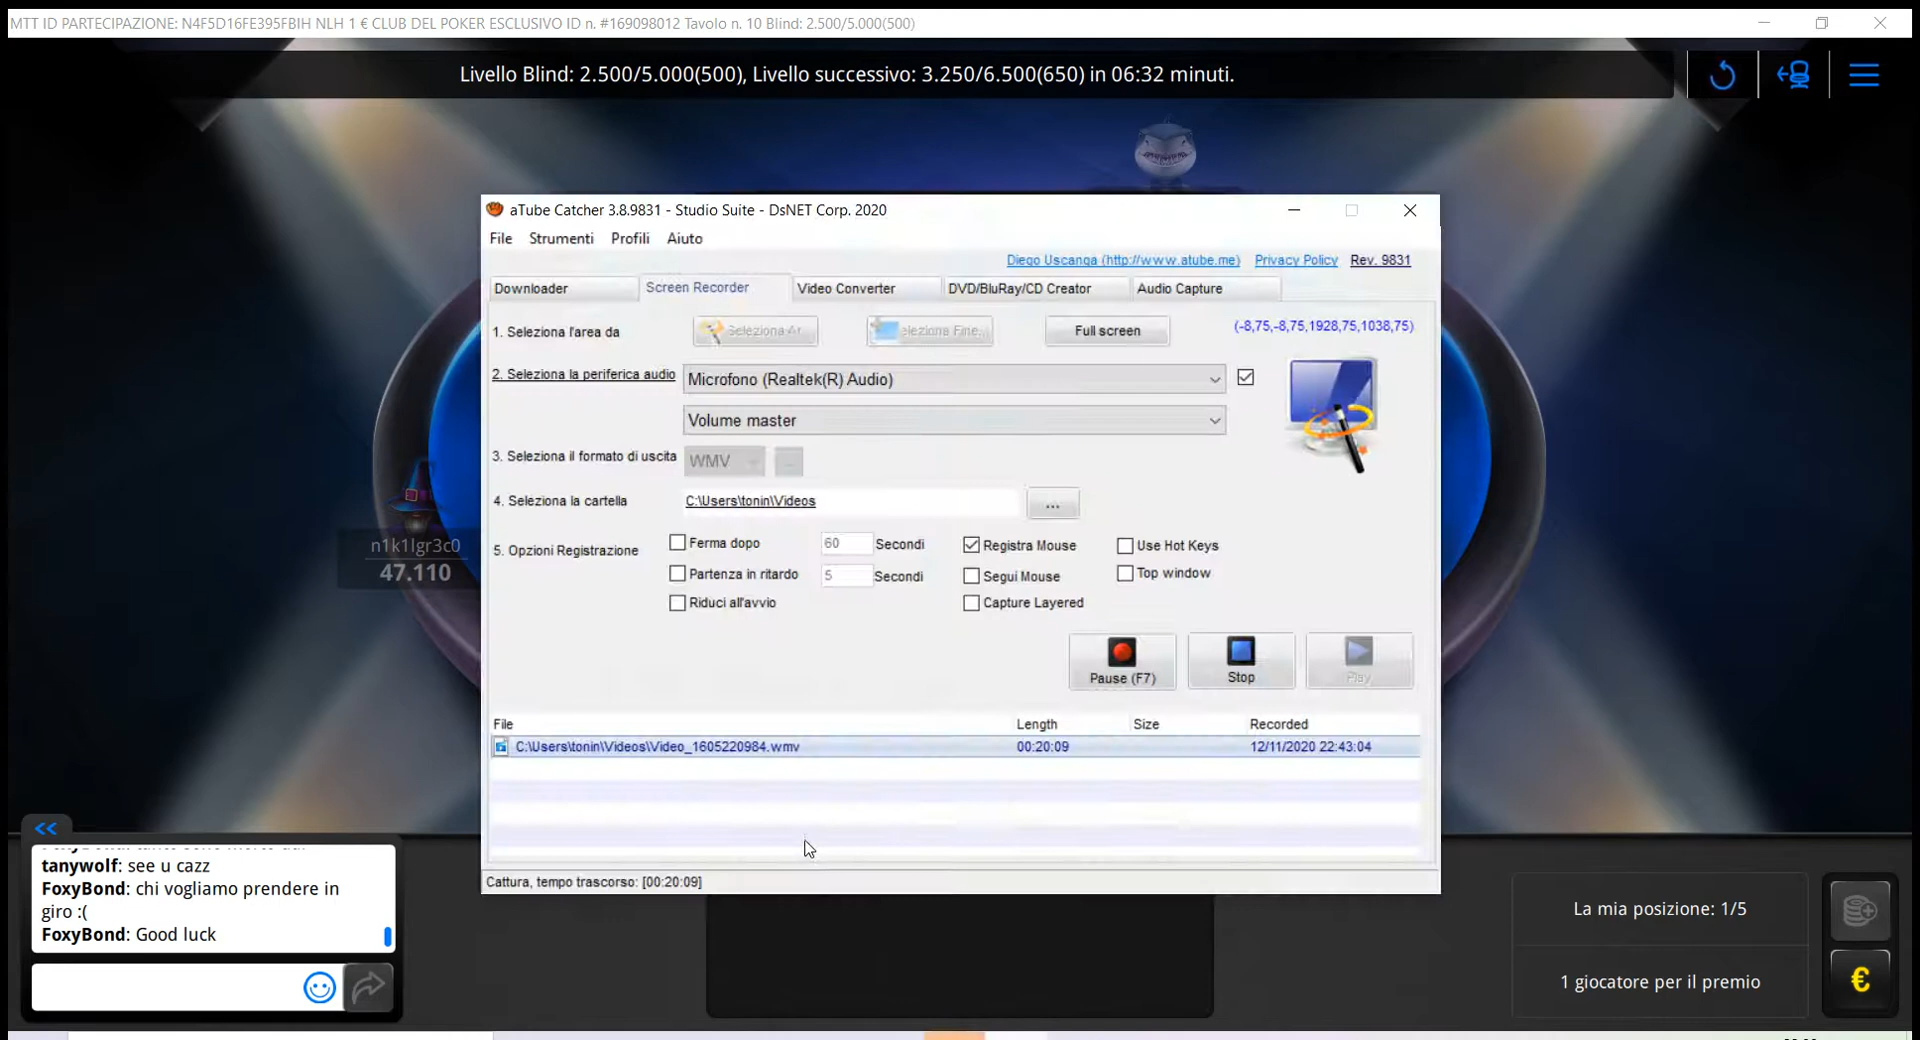 MTT ID PARTECIPAZIONE: N4F5D16FE395FBIH NLH 1 € CLUB DEL POKER ESCLUSIVO ID n. #169098012 Tavolo n. 10 Blind: 2.500/5.000(500)
Livello Blind: 2.500/5.000(500), Livello successivo: 3.250/6.500(650) in 06:32 minuti.
aTube Catcher 3.8.9831 - Studio Suite - DsNET Corp. 2020
File Strumenti Profili Aiuto
Diego Uscanga (http://www.atube.me) Privacy Policy Rev. 9831
Downloader Screen Recorder Video Converter DVD/BluRay/CD Creator Audio Capture
1. Seleziona l'area da Seleziona Ar Seleziona Fine... Full screen (-8,75,-8,75,1928,75,1038,75)
2. Seleziona la periferica audio Microfono (Realtek(R) Audio)
Volume master
3. Seleziona il formato di uscita WMV
4. Seleziona la cartella C:\Users\tonin\Videos ...
5. Opzioni Registrazione
Ferma dopo 60 Secondi Registra Mouse Use Hot Keys
Partenza in ritardo 5 Secondi Segui Mouse Top window
Riduci all'avvio Capture Layered
n1k1lgr3c0
47.110
Pause (F7) Stop Play
File Length Size Recorded
C:\Users\tonin\Videos\Video_1605220984.wmv 00:20:09 12/11/2020 22:43:04
Cattura, tempo trascorso: [00:20:09]
<<
tanywolf: see u cazz
FoxyBond: chi vogliamo prendere in
giro :(
FoxyBond: Good luck
La mia posizione: 1/5
1 giocatore per il premio
€